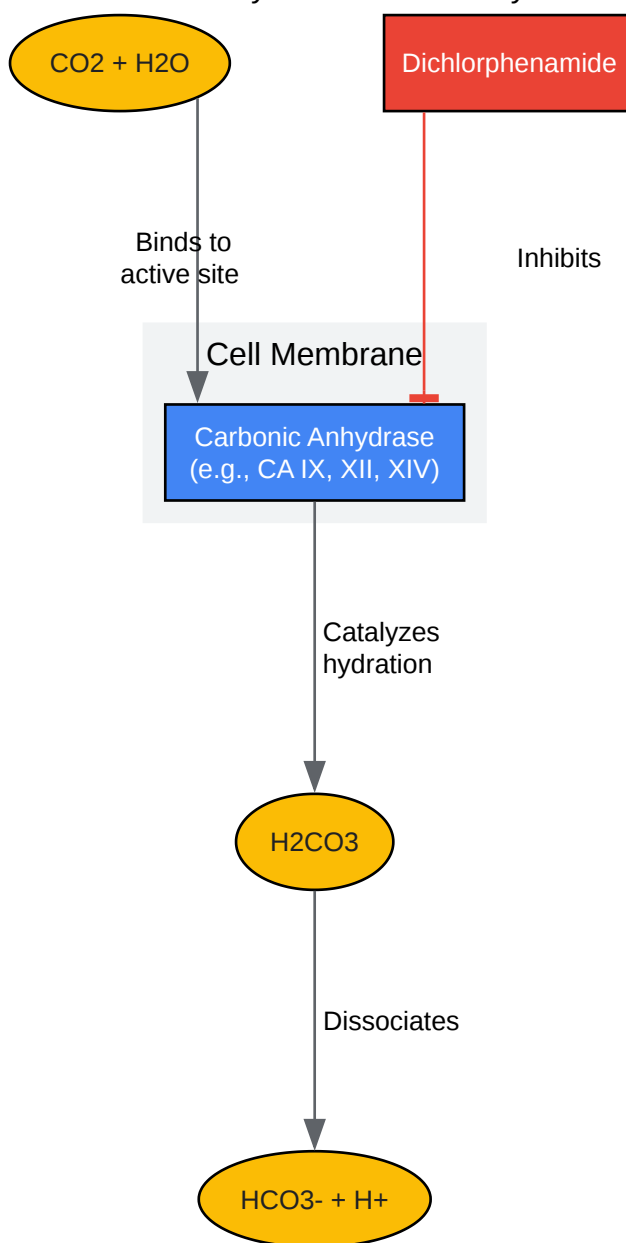 CO2 + H2O
Dichlorphenamide
Binds to
active site
Inhibits
Cell Membrane
Carbonic Anhydrase
(e.g., CA IX, XII, XIV)
Catalyzes
hydration
H2CO3
Dissociates
HCO3- + H+